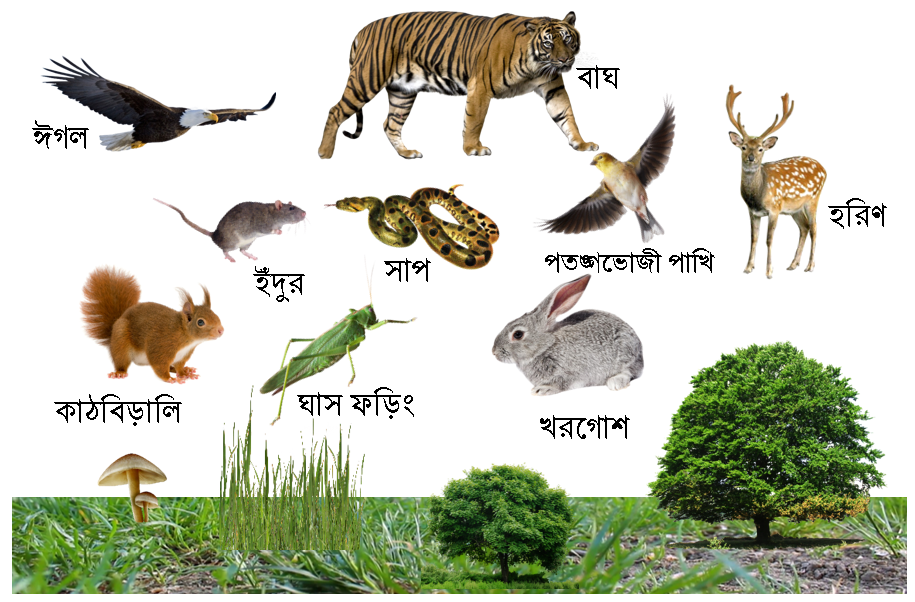 বাঘ
ঈগল
হরিণ
পতঙ্গভোজী পাখি
সাপ
ইঁদুর
ঘাস ফড়িং
কাঠবিড়ালি
খরগোশ